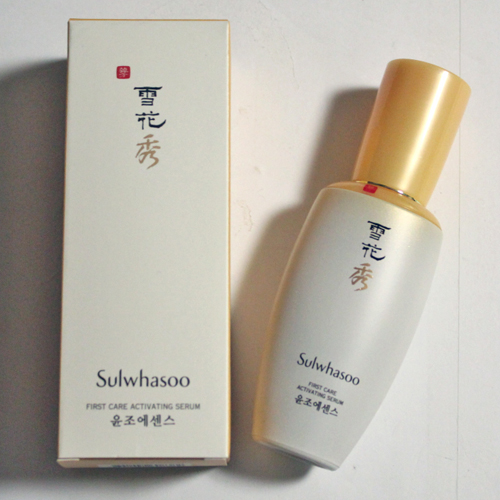 雪
花
秀
Sulwhasoo
FIRST CARE ACTIVATING SERUM
윤조에센스
雪
花
秀
Sulwhasoo
FIRST CARE
ACTIVATING SERUM
윤조에센스